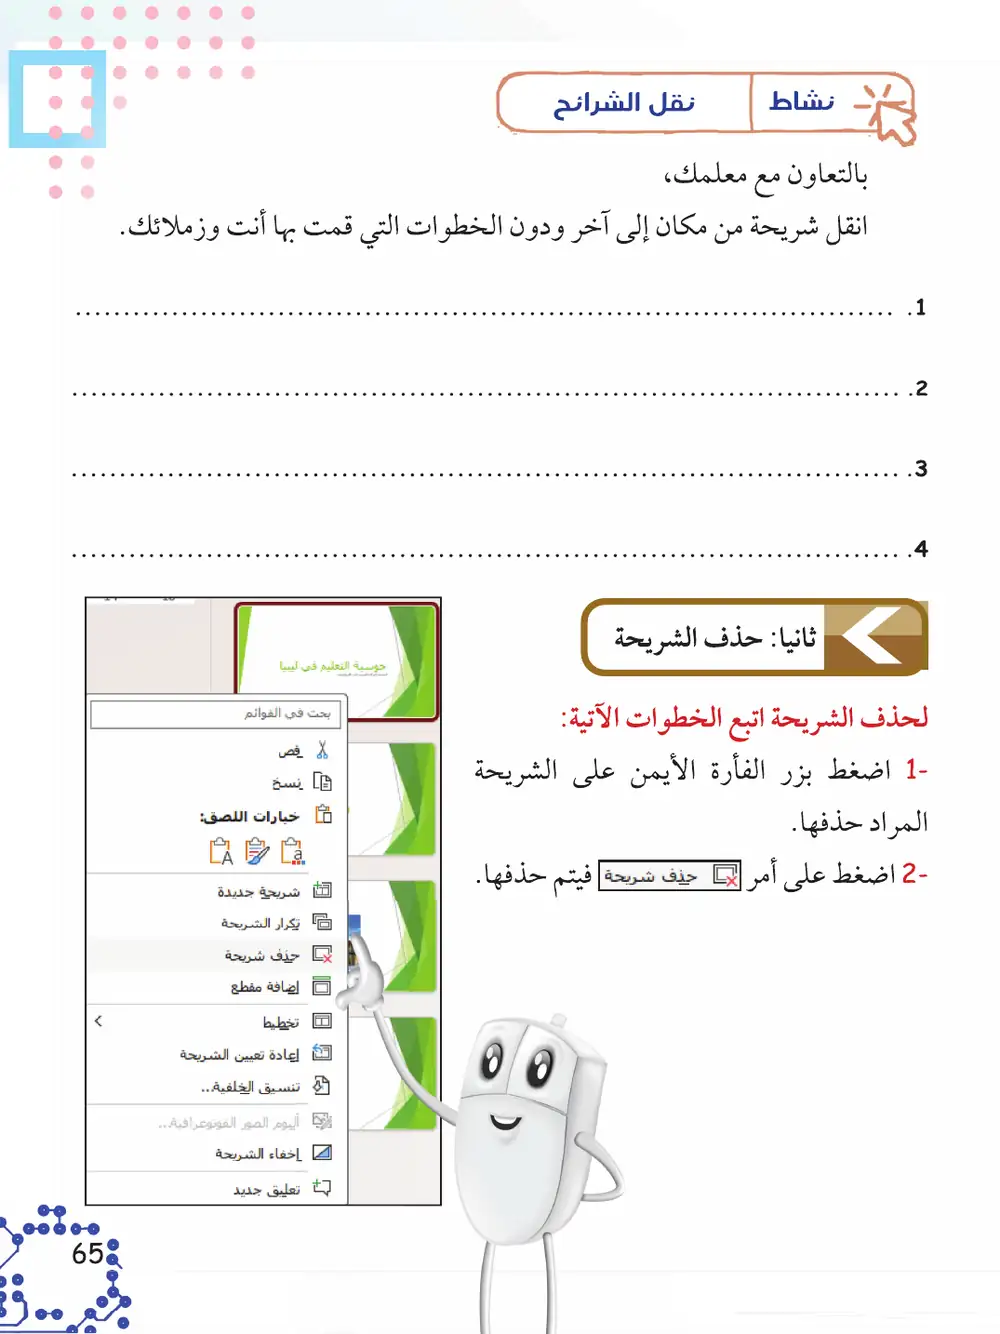 نشاط
نقل الشرائح
بالتعاون مع معلمك،
انقل شريحة من مكان إلى آخر ودون الخطوات التي قمت بها أنت وزملائك.
1. ........................................................................
2. ........................................................................
3. ........................................................................
4. ........................................................................
ثانيا: حذف الشريحة
لحذف الشريحة اتبع الخطوات الآتية:
1- اضغط بزر الفأرة الأيمن على الشريحة
المراد حذفها.
2- اضغط على أمر حذف شريحة فيتم حذفها.
حوسبة التعليم في ليبيا
بحث في القوائم
قص
نسخ
خيارات اللصق:
شريحة جديدة
تكرار الشريحة
حذف شريحة
إضافة مقطع
تخطيط
إعادة تعيين الشريحة
تنسيق الخلفية...
ألبوم الصور الفوتوغرافية...
إخفاء الشريحة
تعليق جديد
65